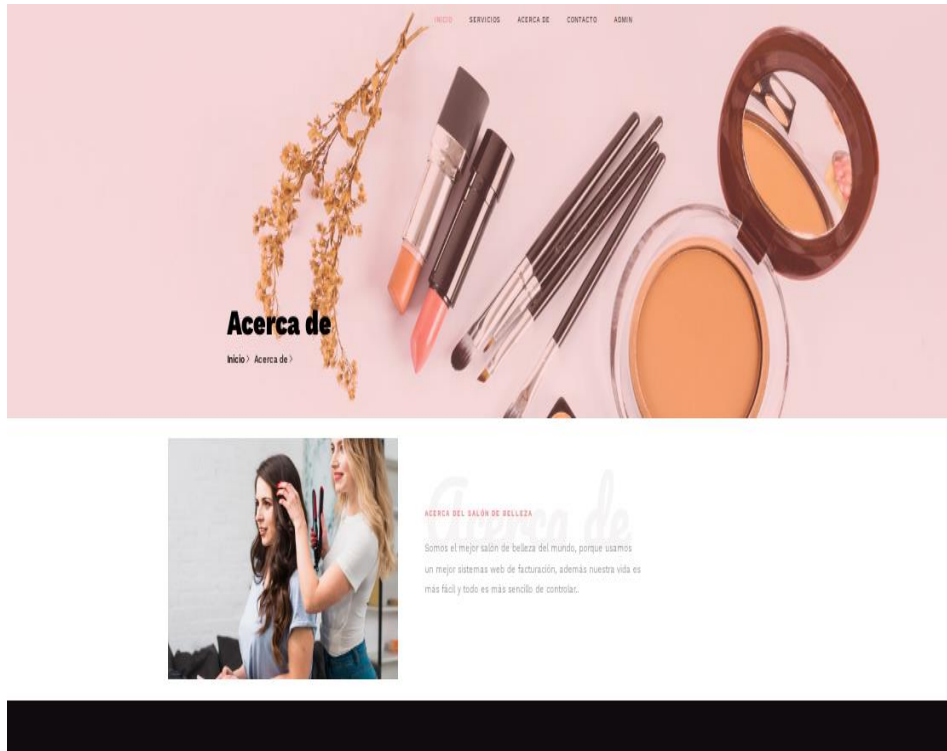 INICIO SERVICIOS ACERCA DE CONTACTO ADMIN
Acerca de
Inicio > Acerca de >
Acerca de
ACERCA DEL SALÓN DE BELLEZA
Somos el mejor salón de belleza del mundo, porque usamos
un mejor sistemas web de facturación, además nuestra vida es
más fácil y todo es más sencillo de controlar..